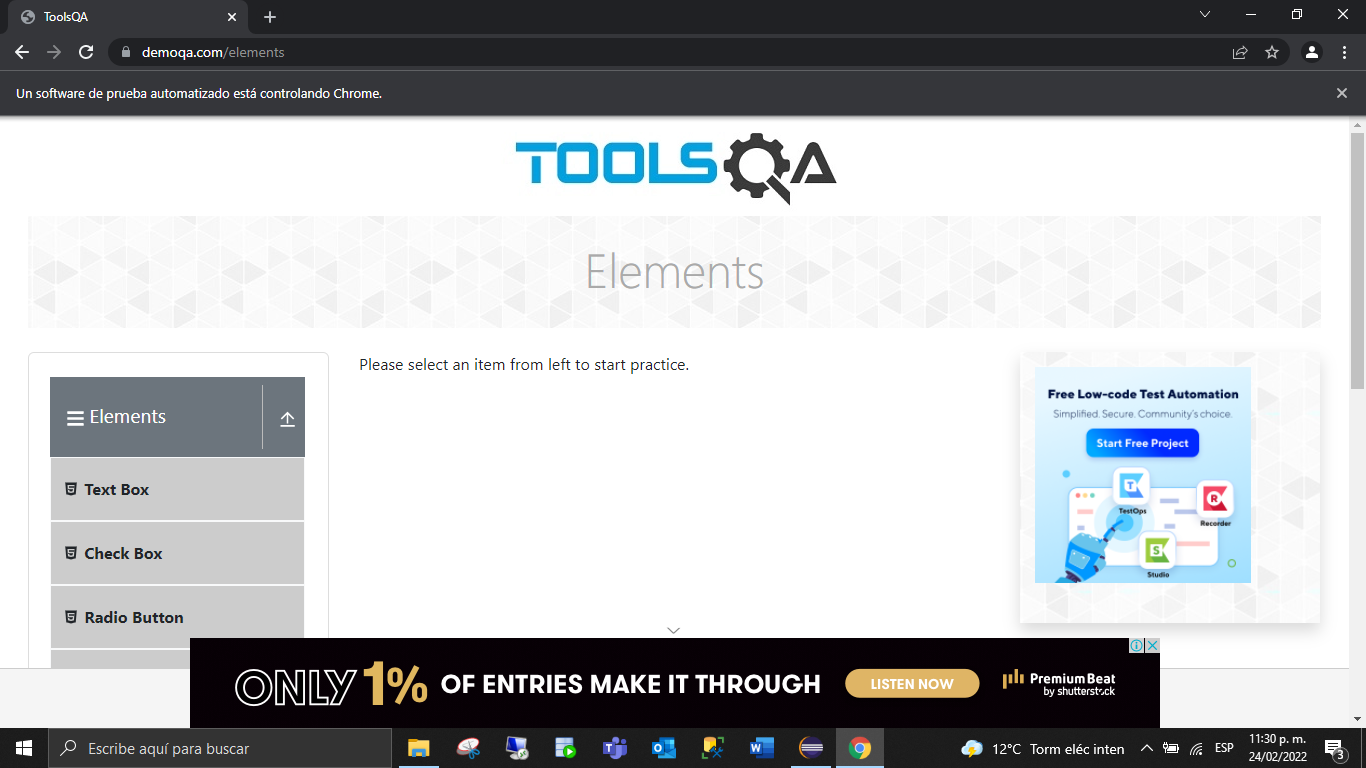 ToolsQA
demoqa.com/elements
Un software de prueba automatizado está controlando Chrome.
TOOLSQA
Elements
Elements
Text Box
Check Box
Radio Button
Please select an item from left to start practice.
Free Low-code Test Automation
Simplified. Secure. Community's choice.
Start Free Project
TestOps
Recorder
Studio
ONLY 1% OF ENTRIES MAKE IT THROUGH
LISTEN NOW
PremiumBeat
by shutterstock
Escribe aquí para buscar
12°C Torm eléc inten
ESP
11:30 p. m.
24/02/2022
3